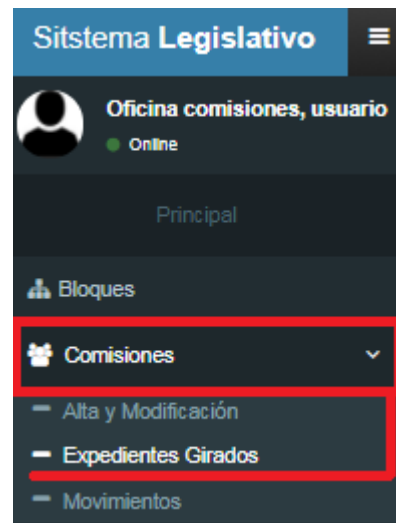 Sitstema Legislativo
Oficina comisiones, usuario
Online
Principal
Bloques
Comisiones
Alta y Modificación
Expedientes Girados
Movimientos